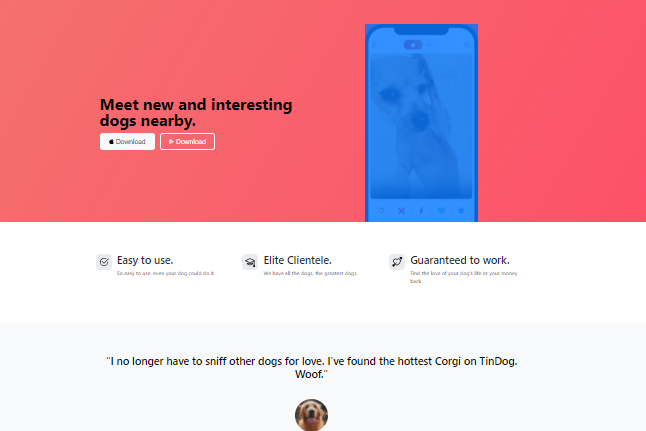 Meet new and interesting
dogs nearby.
Download
Download
Easy to use.
So easy to use, even your dog could do it.
Elite Clientele.
We have all the dogs, the greatest dogs.
Guaranteed to work.
Find the love of your dog's life or your money
back.
"I no longer have to sniff other dogs for love. I've found the hottest Corgi on TinDog.
Woof."